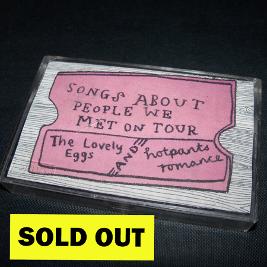 SONGS ABOUT
PEOPLE WE
MET ON TOUR
The Lovely
Eggs
AND
hotpants
romance
SOLD OUT